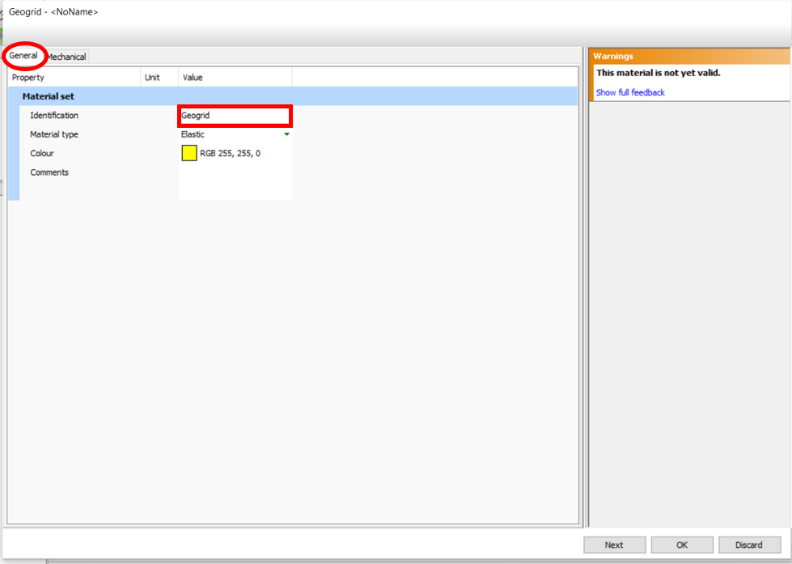 Geogrid - <NoName>
General Mechanical
Property Unit Value
Material set
Identification Geogrid
Material type Elastic
Colour RGB 255, 255, 0
Comments
Warnings
This material is not yet valid.
Show full feedback
Next OK Discard